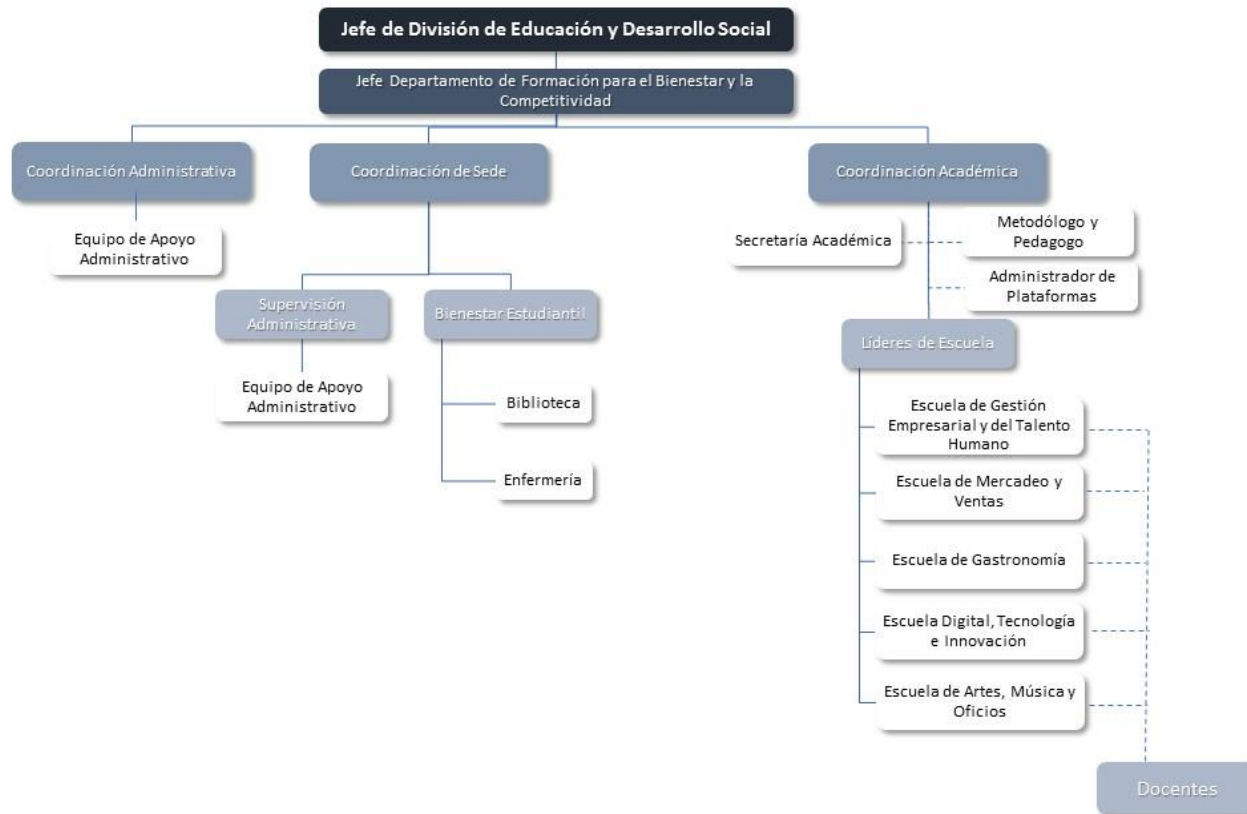 Jefe de División de Educación y Desarrollo Social
Jefe Departamento de Formación para el Bienestar y la
Competitividad
Coordinación Administrativa
Coordinación de Sede
Coordinación Académica
Equipo de Apoyo
Administrativo
Secretaría Académica
Metodólogo y
Pedagogo
Administrador de
Plataformas
Supervisión
Administrativa
Bienestar Estudiantil
Líderes de Escuela
Equipo de Apoyo
Administrativo
Biblioteca
Enfermería
Escuela de Gestión
Empresarial y del Talento
Humano
Escuela de Mercadeo y
Ventas
Escuela de Gastronomía
Escuela Digital, Tecnología
e Innovación
Escuela de Artes, Música y
Oficios
Docentes